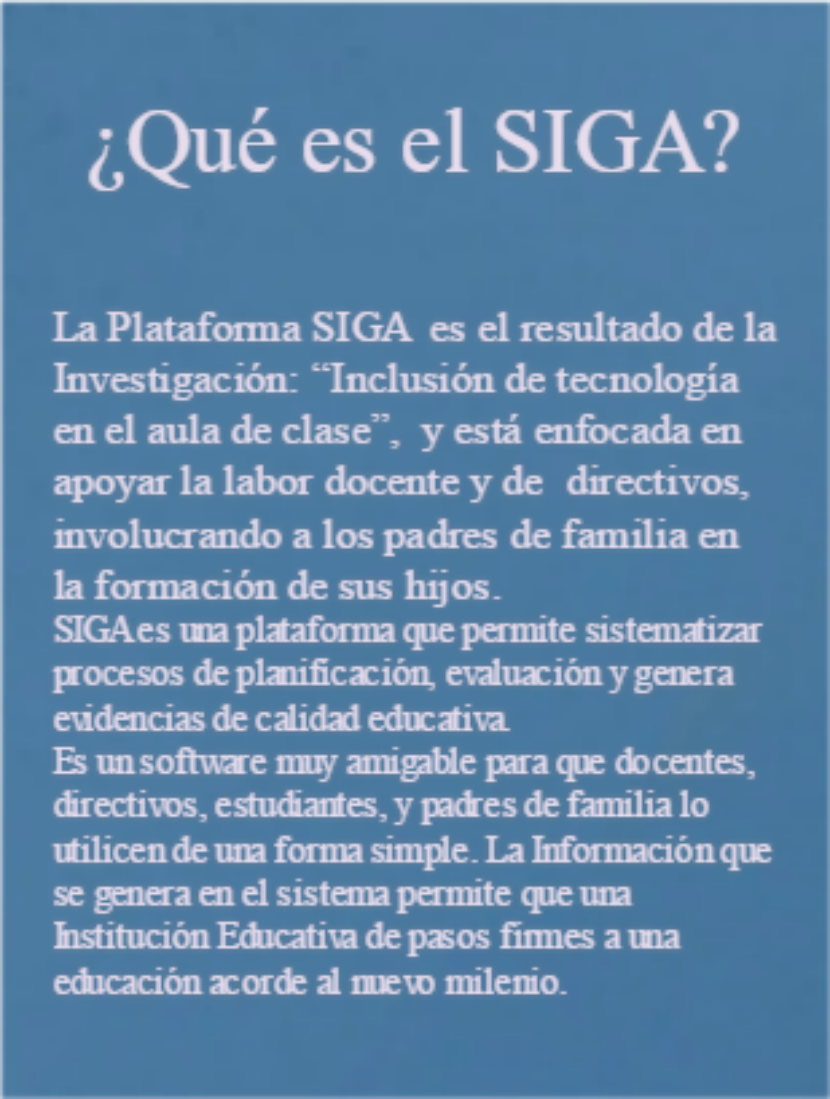 ¿Qué es el SIGA?
La Plataforma SIGA es el resultado de la
Investigación: “Inclusión de tecnología
en el aula de clase”, y está enfocada en
apoyar la labor docente y de directivos,
involucrando a los padres de familia en
la formación de sus hijos.
SIGA es una plataforma que permite sistematizar
procesos de planificación, evaluación y genera
evidencias de calidad educativa.
Es un software muy amigable para que docentes,
directivos, estudiantes, y padres de familia lo
utilicen de una forma simple. La Información que
se genera en el sistema permite que una
Institución Educativa de pasos firmes a una
educación acorde al nuevo milenio.